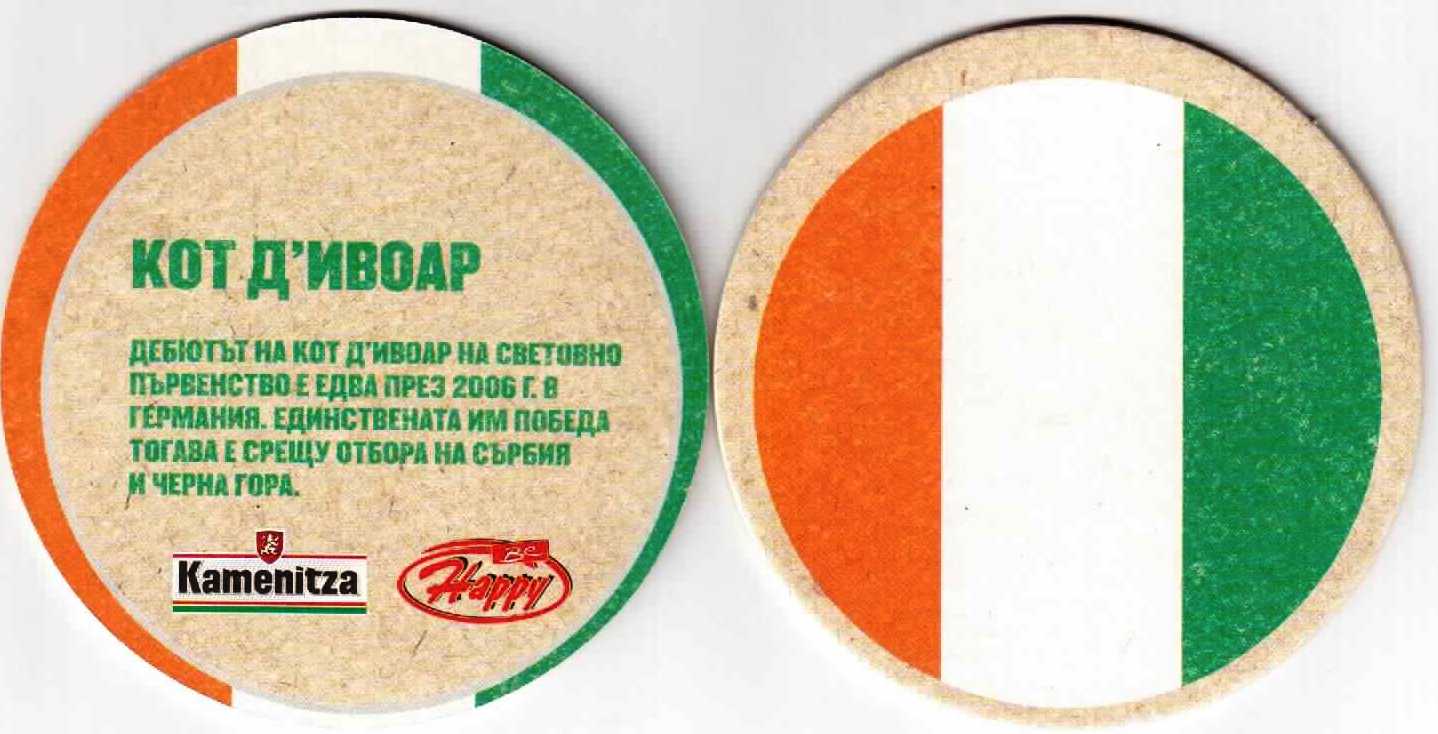 КОТ Д'ИВОАР
ДЕБЮТЪТ НА КОТ Д'ИВОАР НА СВЕТОВНО
ПЪРВЕНСТВО Е ЕДВА ПРЕЗ 2006 Г. В
ГЕРМАНИЯ. ЕДИНСТВЕНАТА ИМ ПОБЕДА
ТОГАВА Е СРЕЩУ ОТБОРА НА СЪРБИЯ
И ЧЕРНА ГОРА.
Kamenitza
BE
Happy